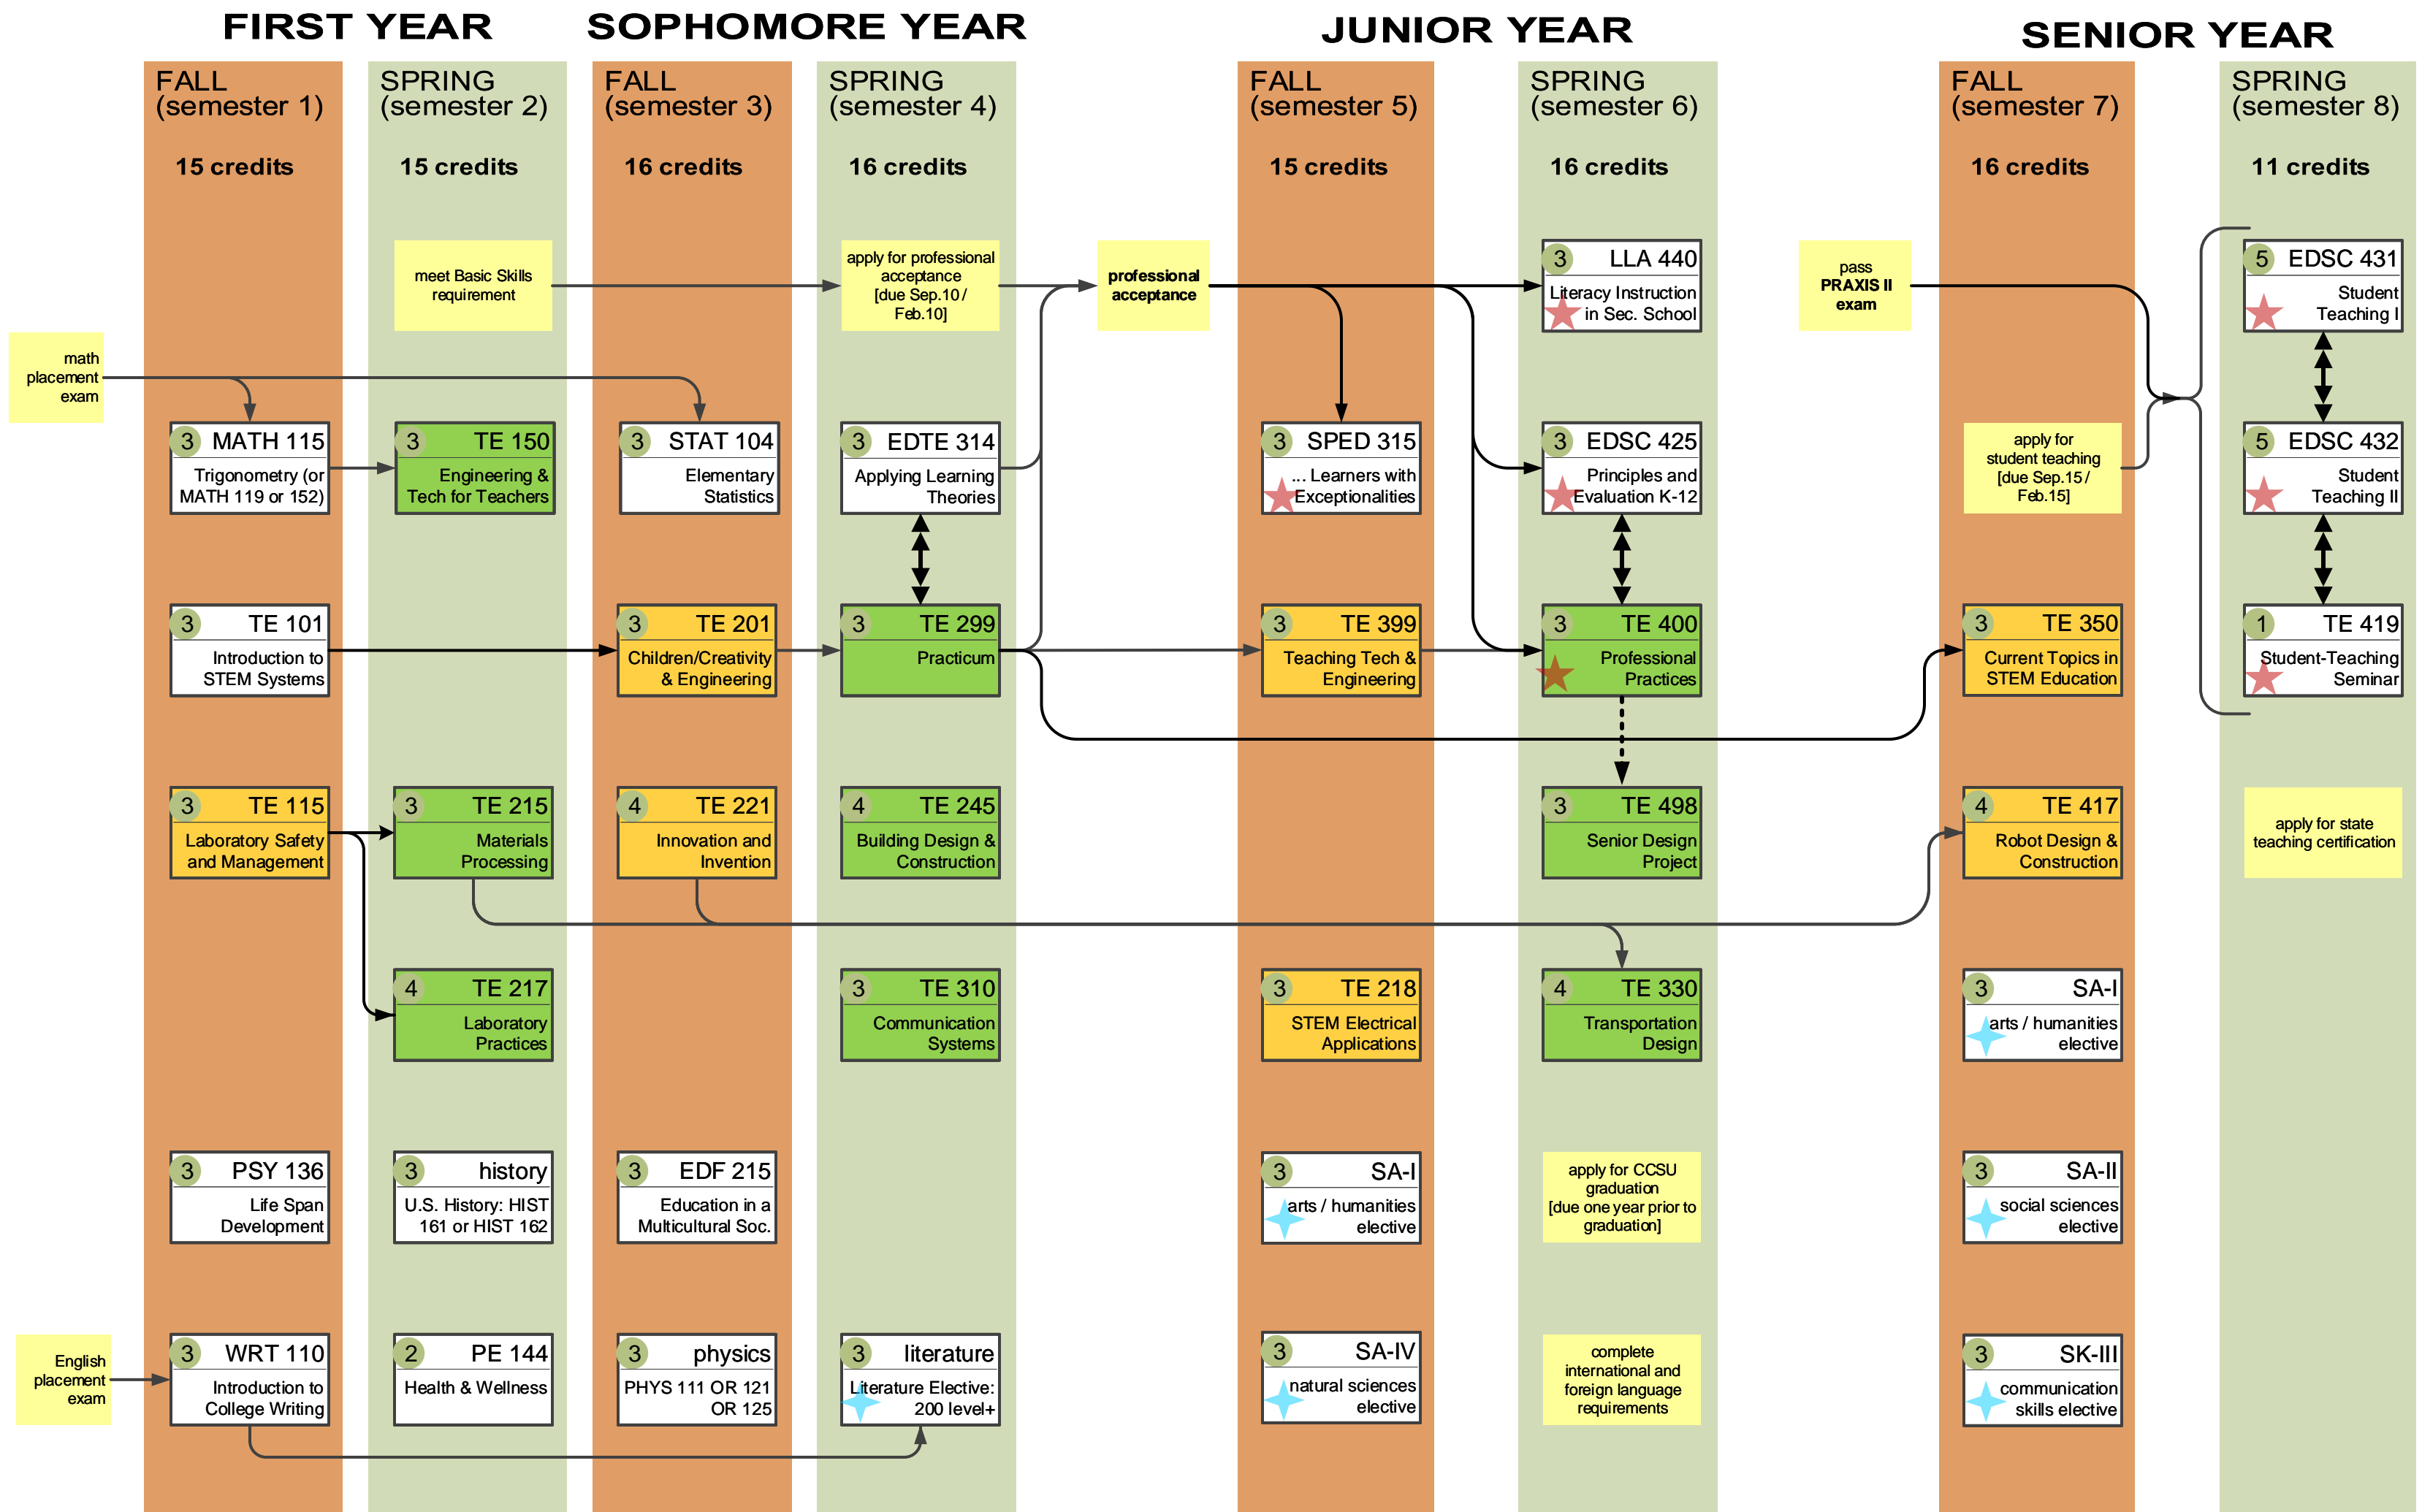 FIRST YEAR
SOPHOMORE YEAR
JUNIOR YEAR
SENIOR YEAR
FALL
(semester 1)
15 credits
math
placement
exam
3 MATH 115
Trigonometry (or
MATH 119 or 152)
3 TE 101
Introduction to
STEM Systems
3 TE 115
Laboratory Safety
and Management
3 PSY 136
Life Span
Development
English
placement
exam
3 WRT 110
Introduction to
College Writing
SPRING
(semester 2)
15 credits
meet Basic Skills
requirement
3 TE 150
Engineering &
Tech for Teachers
3 TE 215
Materials
Processing
4 TE 217
Laboratory
Practices
3 history
U.S. History: HIST
161 or HIST 162
2 PE 144
Health & Wellness
FALL
(semester 3)
16 credits
3 STAT 104
Elementary
Statistics
3 TE 201
Children/Creativity
& Engineering
4 TE 221
Innovation and
Invention
3 EDF 215
Education in a
Multicultural Soc.
3 physics
PHYS 111 OR 121
OR 125
SPRING
(semester 4)
16 credits
apply for professional
acceptance
[due Sep.10 /
Feb.10]
3 EDTE 314
Applying Learning
Theories
3 TE 299
Practicum
4 TE 245
Building Design &
Construction
3 TE 310
Communication
Systems
3 literature
Literature Elective:
200 level+
professional
acceptance
FALL
(semester 5)
15 credits
3 SPED 315
... Learners with
Exceptionalities
3 TE 399
Teaching Tech &
Engineering
3 TE 218
STEM Electrical
Applications
3 SA-I
arts / humanities
elective
3 SA-IV
natural sciences
elective
SPRING
(semester 6)
16 credits
3 LLA 440
Literacy Instruction
in Sec. School
3 EDSC 425
Principles and
Evaluation K-12
3 TE 400
Professional
Practices
3 TE 498
Senior Design
Project
4 TE 330
Transportation
Design
apply for CCSU
graduation
[due one year prior to
graduation]
complete
international and
foreign language
requirements
pass
PRAXIS II
exam
FALL
(semester 7)
16 credits
apply for
student teaching
[due Sep.15 /
Feb.15]
3 TE 350
Current Topics in
STEM Education
4 TE 417
Robot Design &
Construction
3 SA-I
arts / humanities
elective
3 SA-II
social sciences
elective
3 SK-III
communication
skills elective
SPRING
(semester 8)
11 credits
5 EDSC 431
Student
Teaching I
5 EDSC 432
Student
Teaching II
1 TE 419
Student-Teaching
Seminar
apply for state
teaching certification